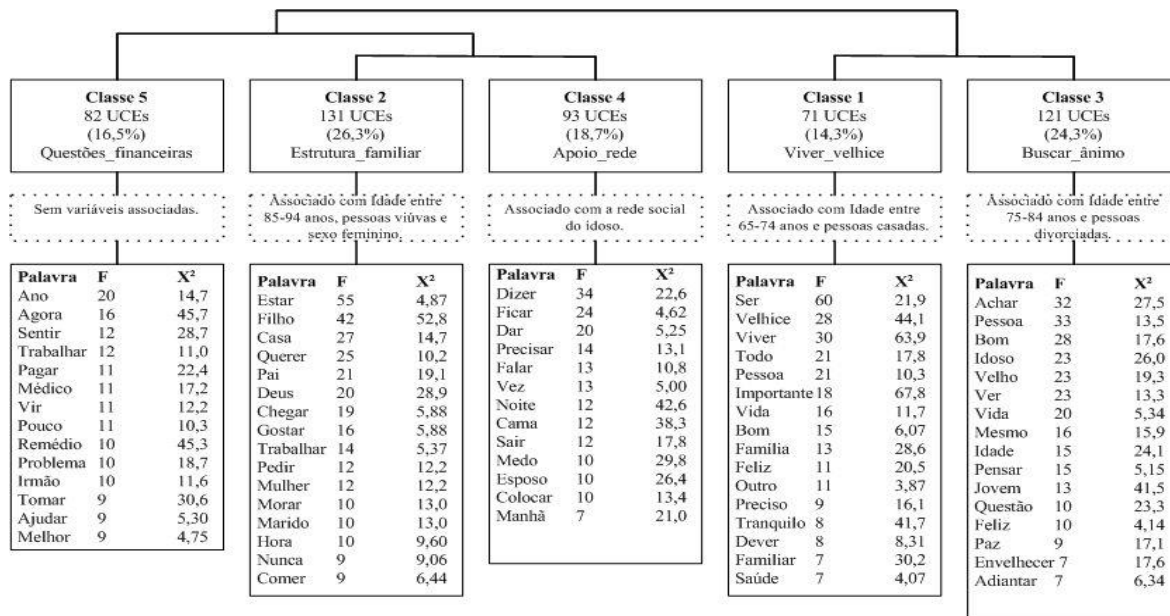 Classe 5
82 UCEs
(16,5%)
Questões_financeiras
Sem variáveis associadas.
Palavra F X²
Ano 20 14,7
Agora 16 45,7
Sentir 12 28,7
Trabalhar 12 11,0
Pagar 11 22,4
Médico 11 17,2
Vir 11 12,2
Pouco 11 10,3
Remédio 10 45,3
Problema 10 18,7
Irmão 10 11,6
Tomar 9 30,6
Ajudar 9 5,30
Melhor 9 4,75
Classe 2
131 UCEs
(26,3%)
Estrutura_familiar
Associado com Idade entre
85-94 anos, pessoas viúvas e
sexo feminino.
Palavra F X²
Estar 55 4,87
Filho 42 52,8
Casa 27 14,7
Querer 25 10,2
Pai 21 19,1
Deus 20 28,9
Chegar 19 5,88
Gostar 16 5,88
Trabalhar 14 5,37
Pedir 12 12,2
Mulher 12 12,2
Morar 10 13,0
Marido 10 13,0
Hora 10 9,60
Nunca 9 9,06
Comer 9 6,44
Classe 4
93 UCEs
(18,7%)
Apoio_rede
Associado com a rede social
do idoso.
Palavra F X²
Dizer 34 22,6
Ficar 24 4,62
Dar 20 5,25
Precisar 14 13,1
Falar 13 10,8
Vez 13 5,00
Noite 12 42,6
Cama 12 38,3
Sair 12 17,8
Medo 10 29,8
Esposo 10 26,4
Colocar 10 13,4
Manhã 7 21,0
Classe 1
71 UCEs
(14,3%)
Viver_velhice
Associado com Idade entre
65-74 anos e pessoas casadas.
Palavra F X²
Ser 60 21,9
Velhice 28 44,1
Viver 30 63,9
Todo 21 17,8
Pessoa 21 10,3
Importante 18 67,8
Vida 16 11,7
Bom 15 6,07
Família 13 28,6
Feliz 11 20,5
Outro 11 3,87
Preciso 9 16,1
Tranquilo 8 41,7
Dever 8 8,31
Familiar 7 30,2
Saúde 7 4,07
Classe 3
121 UCEs
(24,3%)
Buscar_ânimo
Associado com Idade entre
75-84 anos e pessoas
divorciadas.
Palavra F X²
Achar 32 27,5
Pessoa 33 13,5
Bom 28 17,6
Idoso 23 26,0
Velho 23 19,3
Ver 23 13,3
Vida 20 5,34
Mesmo 16 15,9
Idade 15 24,1
Pensar 15 5,15
Jovem 13 41,5
Questão 10 23,3
Feliz 10 4,14
Paz 9 17,1
Envelhecer 7 17,6
Adiantar 7 6,34